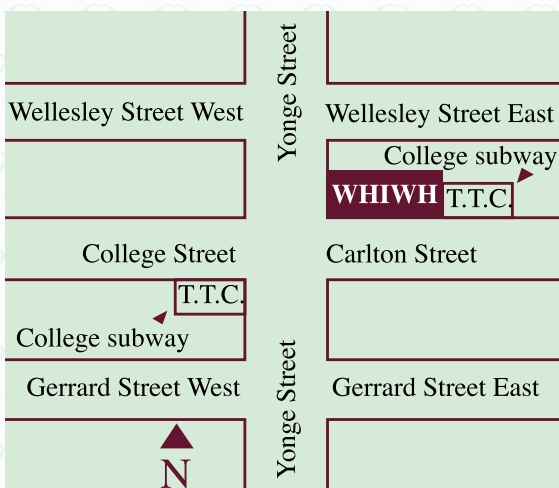 Yonge Street
Wellesley Street West
Wellesley Street East
College subway
WHIWH
T.T.C.
College Street
Carlton Street
T.T.C.
College subway
Yonge Street
Gerrard Street West
Gerrard Street East
N